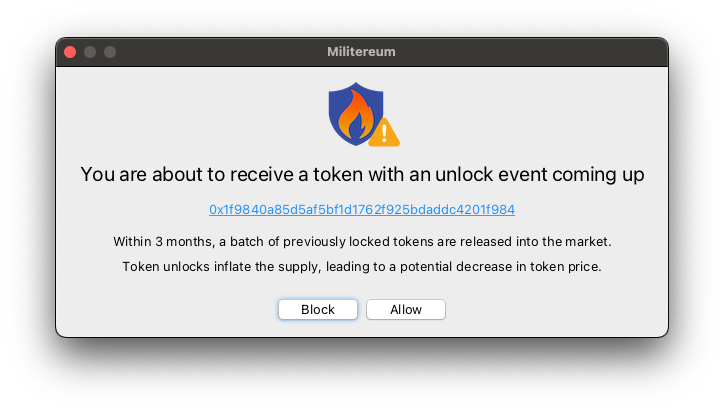 Militereum
You are about to receive a token with an unlock event coming up
0x1f9840a85d5af5bf1d1762f925bdaddc4201f984
Within 3 months, a batch of previously locked tokens are released into the market.
Token unlocks inflate the supply, leading to a potential decrease in token price.
Block
Allow